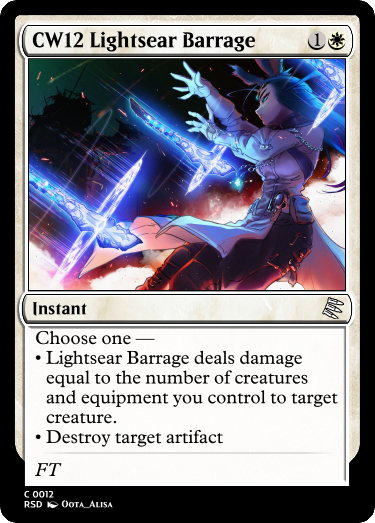 CW12 Lightsear Barrage 1
Instant
Choose one —
• Lightsear Barrage deals damage
equal to the number of creatures
and equipment you control to target
creature.
• Destroy target artifact
FT
C 0012
RSD Oota_Alisa